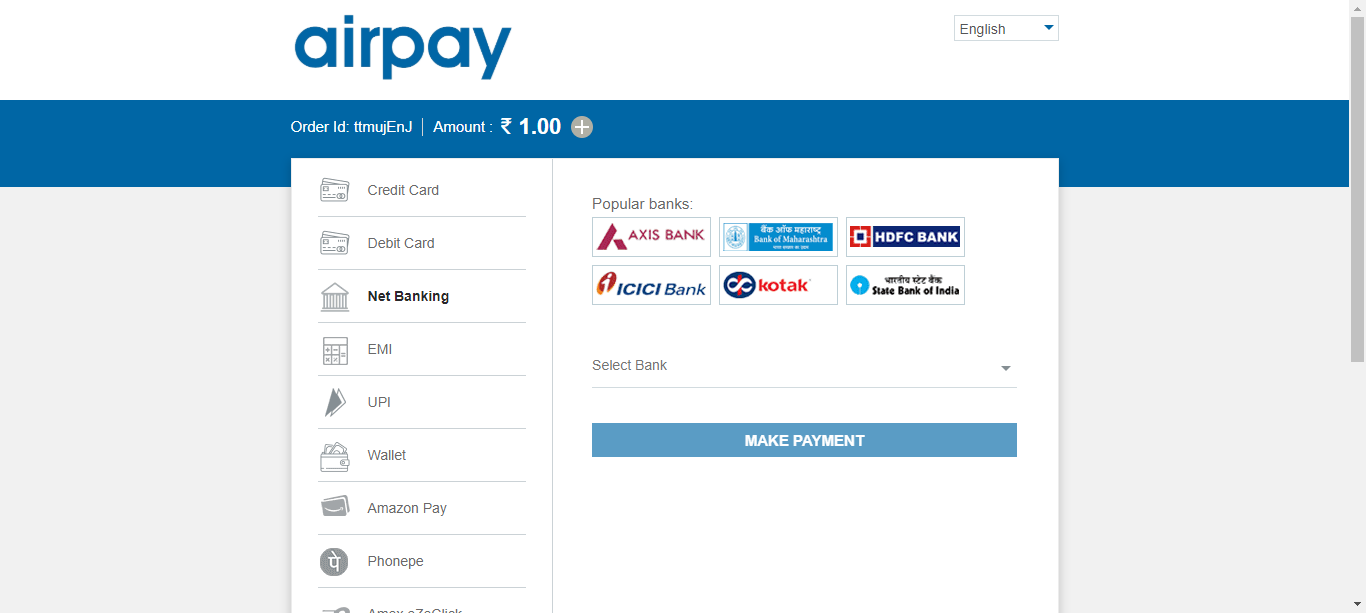 airpay
English
Order Id: ttmujEnJ | Amount : ₹ 1.00
Credit Card
Debit Card
Net Banking
EMI
UPI
Wallet
Amazon Pay
Phonepe
Amex eZeClick
Popular banks:
AXIS BANK
बैंक ऑफ महाराष्ट्र
Bank of Maharashtra
HDFC BANK
ICICI Bank
kotak
भारतीय स्टेट बैंक
State Bank of India
Select Bank
MAKE PAYMENT